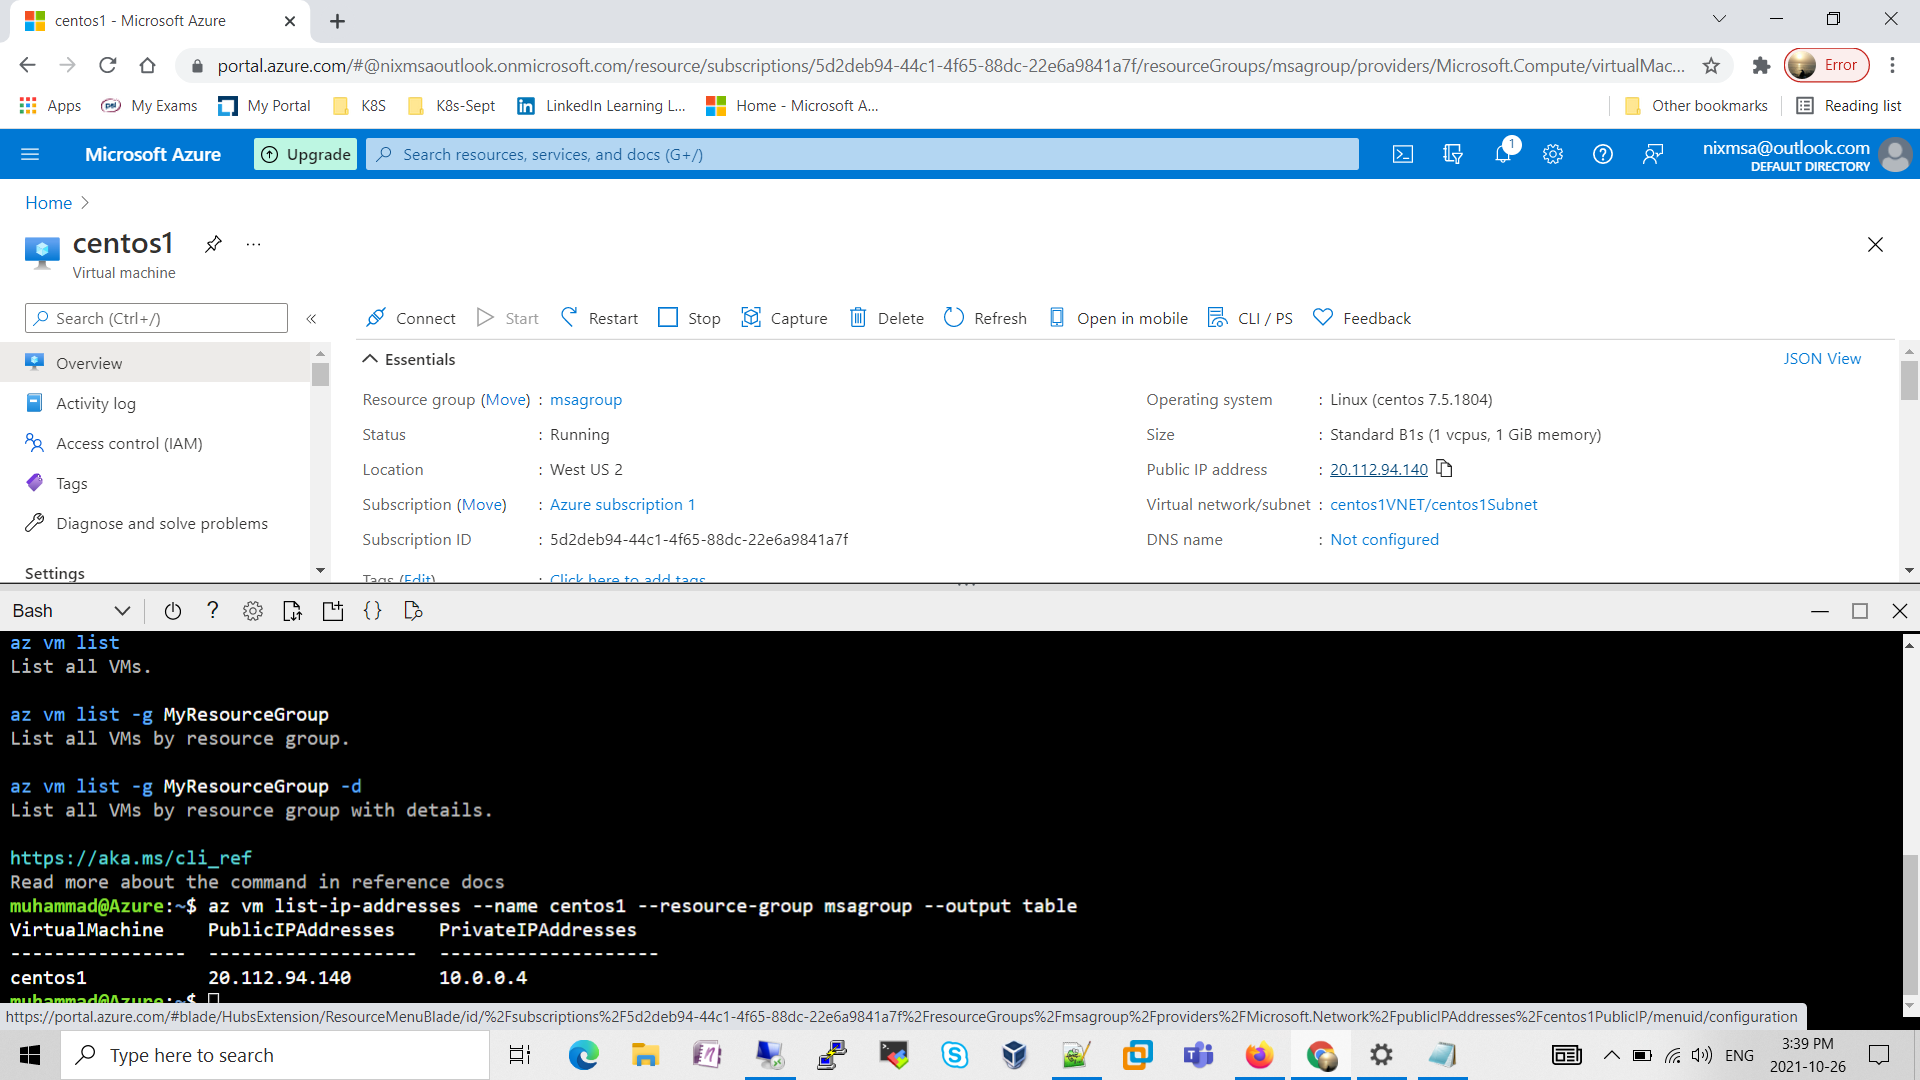 centos1 - Microsoft Azure
portal.azure.com/#@nixmsaoutlook.onmicrosoft.com/resource/subscriptions/5d2deb94-44c1-4f65-88dc-22e6a9841a7f/resourceGroups/msagroup/providers/Microsoft.Compute/virtualMac...
Error
Apps
psi
My Exams
My Portal
K8S
K8s-Sept
LinkedIn Learning L...
Home - Microsoft A...
Other bookmarks
Reading list
Microsoft Azure
Upgrade
Search resources, services, and docs (G+/)
1
nixmsa@outlook.com
DEFAULT DIRECTORY
Home
centos1
Virtual machine
Search (Ctrl+/)
Connect
Start
Restart
Stop
Capture
Delete
Refresh
Open in mobile
CLI / PS
Feedback
Overview
Activity log
Access control (IAM)
Tags
Diagnose and solve problems
Settings
Essentials
JSON View
Resource group (Move) : msagroup
Status : Running
Location : West US 2
Subscription (Move) : Azure subscription 1
Subscription ID : 5d2deb94-44c1-4f65-88dc-22e6a9841a7f
Tags (Edit) : Click here to add tags
Operating system : Linux (centos 7.5.1804)
Size : Standard B1s (1 vcpus, 1 GiB memory)
Public IP address : 20.112.94.140
Virtual network/subnet : centos1VNET/centos1Subnet
DNS name : Not configured
Bash
az vm list
List all VMs.
az vm list -g MyResourceGroup
List all VMs by resource group.
az vm list -g MyResourceGroup -d
List all VMs by resource group with details.
https://aka.ms/cli_ref
Read more about the command in reference docs
muhammad@Azure:~$ az vm list-ip-addresses --name centos1 --resource-group msagroup --output table
VirtualMachine PublicIPAddresses PrivateIPAddresses
---------------- ------------------- --------------------
centos1 20.112.94.140 10.0.0.4
muhammad@Azure:~$
https://portal.azure.com/#blade/HubsExtension/ResourceMenuBlade/id/%2Fsubscriptions%2F5d2deb94-44c1-4f65-88dc-22e6a9841a7f%2FresourceGroups%2Fmsagroup%2Fproviders%2FMicrosoft.Network%2FpublicIPAddresses%2Fcentos1PublicIP/menuid/configuration
Type here to search
ENG
3:39 PM
2021-10-26